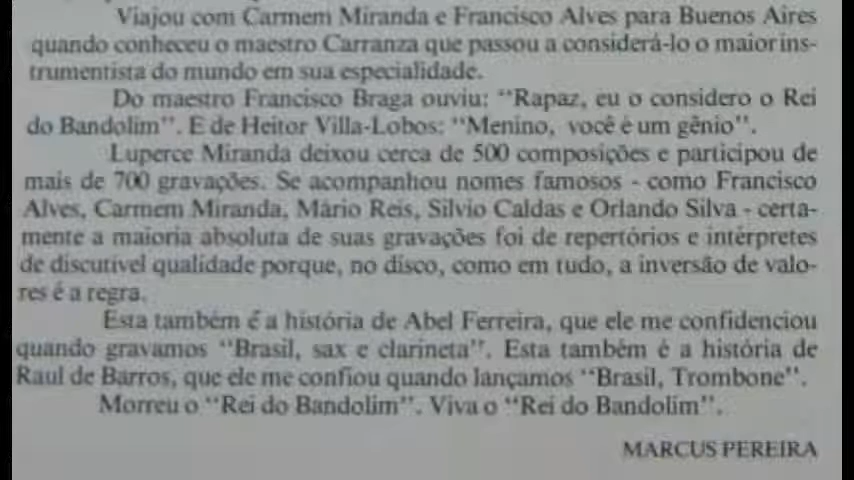 Viajou com Carmem Miranda e Francisco Alves para Buenos Aires
quando conheceu o maestro Carranza que passou a considerá-lo o maior ins-
trumentista do mundo em sua especialidade.
Do maestro Francisco Braga ouviu: "Rapaz, eu o considero o Rei
do Bandolim". E de Heitor Villa-Lobos: "Menino, você é um gênio".
Luperce Miranda deixou cerca de 500 composições e participou de
mais de 700 gravações. Se acompanhou nomes famosos - como Francisco
Alves, Carmem Miranda, Mário Reis, Silvio Caldas e Orlando Silva - certa-
mente a maioria absoluta de suas gravações foi de repertórios e intérpretes
de discutível qualidade porque, no disco, como em tudo, a inversão de valo-
res é a regra.
Esta também é a história de Abel Ferreira, que ele me confidenciou
quando gravamos "Brasil, sax e clarineta". Esta também é a história de
Raul de Barros, que ele me confiou quando lançamos "Brasil, Trombone".
Morreu o "Rei do Bandolim". Viva o "Rei do Bandolim".
MARCUS PEREIRA